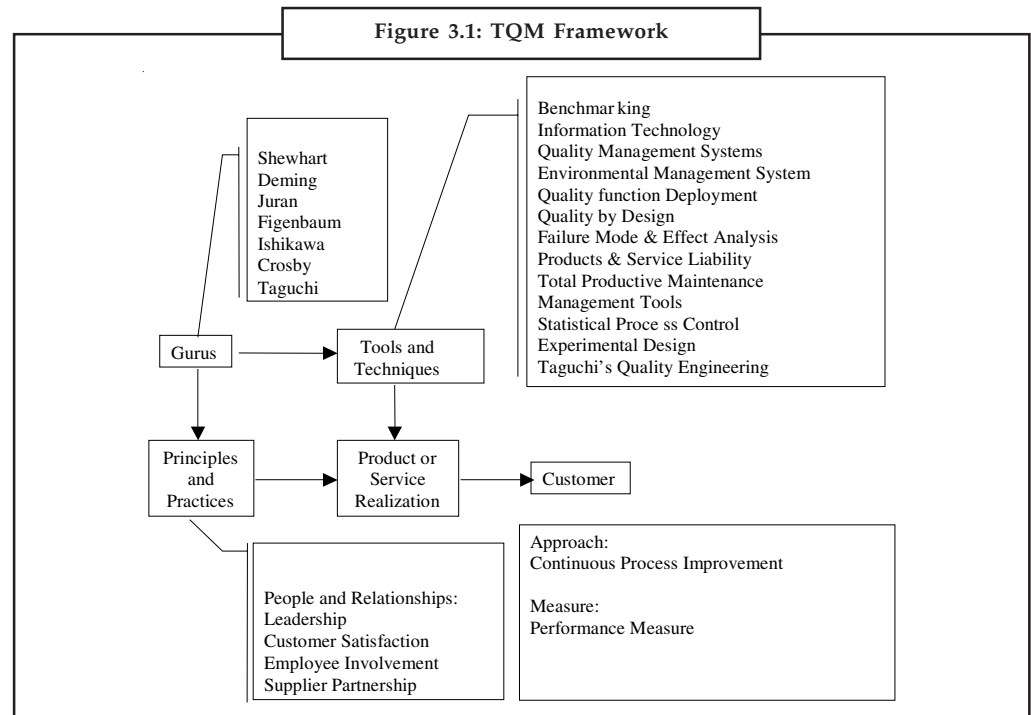 Figure 3.1: TQM Framework
Shewhart
Deming
Juran
Figenbaum
Ishikawa
Crosby
Taguchi
Benchmar king
Information Technology
Quality Management Systems
Environmental Management System
Quality function Deployment
Quality by Design
Failure Mode & Effect Analysis
Products & Service Liability
Total Productive Maintenance
Management Tools
Statistical Proce ss Control
Experimental Design
Taguchi's Quality Engineering
Gurus
Tools and
Techniques
Principles
and
Practices
Product or
Service
Realization
Customer
People and Relationships:
Leadership
Customer Satisfaction
Employee Involvement
Supplier Partnership
Approach:
Continuous Process Improvement
Measure:
Performance Measure